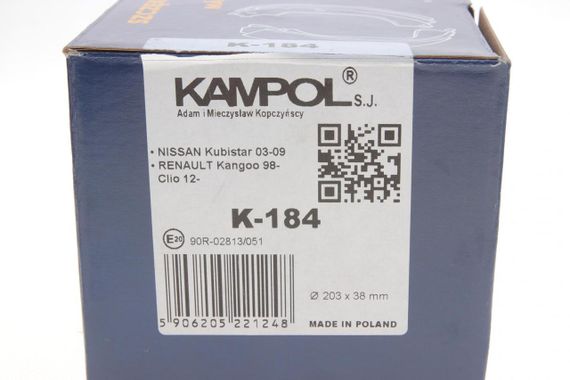 K-184
KAMPOL® S.J.
Adam i Mieczysław Kopczyńscy
• NISSAN Kubistar 03-09
• RENAULT Kangoo 98-
Clio 12-
K-184
E20 90R-02813/051
Ø 203 x 38 mm
5 906205 221248
MADE IN POLAND